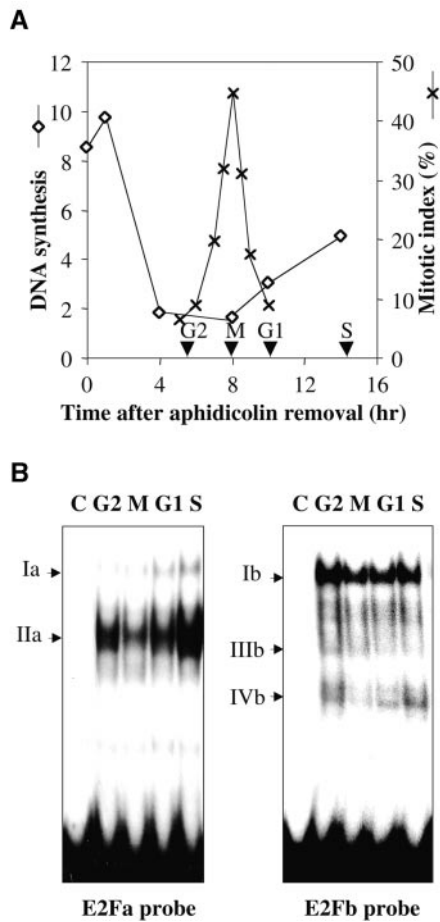 A
DNA synthesis
12
10
8
6
4
2
0
50
40
30
20
10
0
Mitotic index (%)
G2 M G1 S
0 4 8 12 16
Time after aphidicolin removal (hr)
B
C G2 M G1 S
Ia
IIa
E2Fa probe
C G2 M G1 S
Ib
IIIb
IVb
E2Fb probe